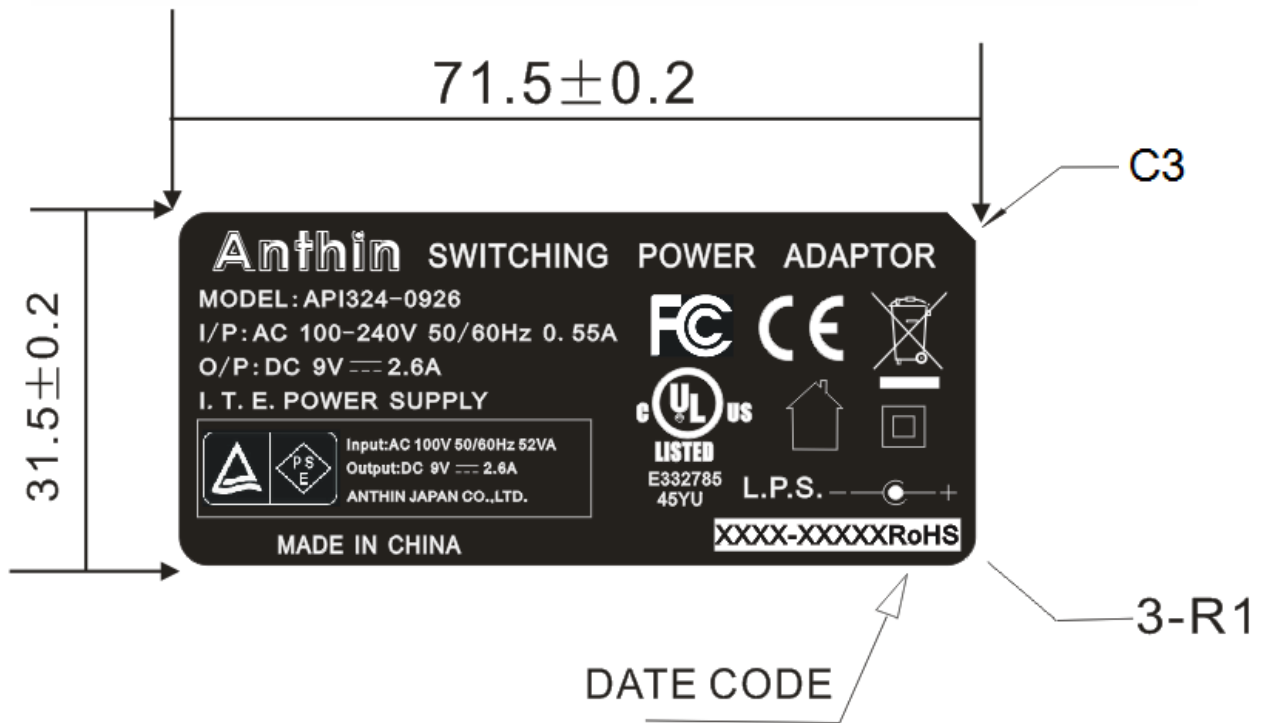 71.5±0.2
C3
31.5±0.2
Anthin SWITCHING POWER ADAPTOR
MODEL:API324-0926
I/P:AC 100-240V 50/60Hz 0.55A
O/P:DC 9V⎓2.6A
I.T.E.POWER SUPPLY
FC
CE
C UL US
LISTED
E332785
45YU
PS
E
Input:AC 100V 50/60Hz 52VA
Output:DC 9V ⎓ 2.6A
ANTHIN JAPAN CO.,LTD.
L.P.S. - +
MADE IN CHINA
XXXX-XXXXXRoHS
3-R1
DATE CODE